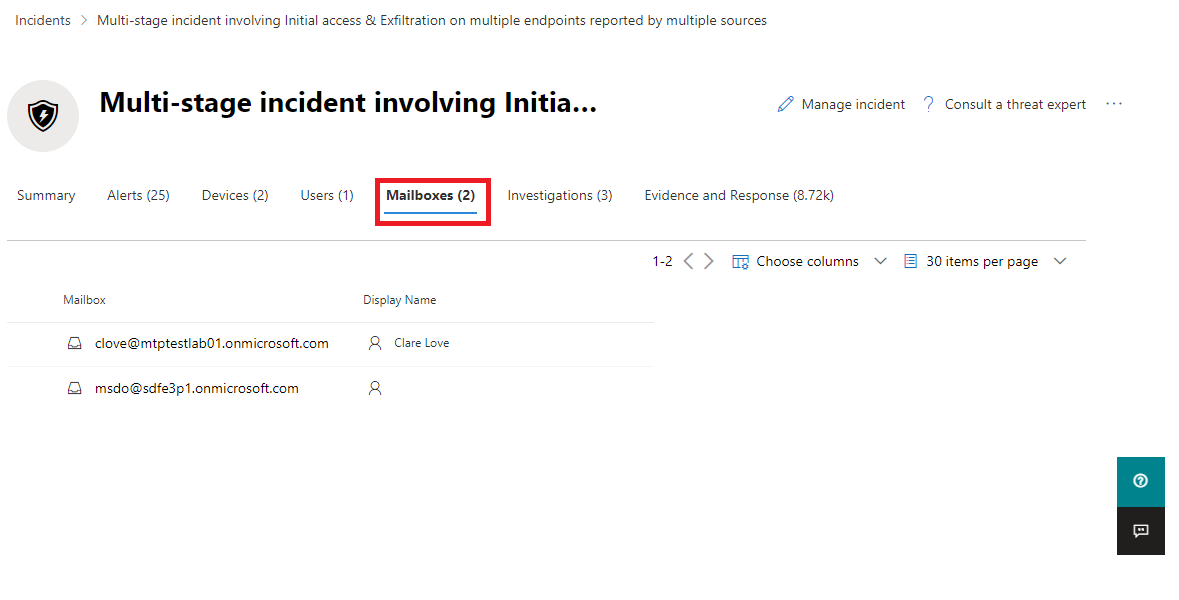 Incidents > Multi-stage incident involving Initial access & Exfiltration on multiple endpoints reported by multiple sources
Multi-stage incident involving Initia...
Manage incident ? Consult a threat expert ...
Summary Alerts (25) Devices (2) Users (1) Mailboxes (2) Investigations (3) Evidence and Response (8.72k)
1-2 Choose columns 30 items per page
Mailbox Display Name
clove@mtptestlab01.onmicrosoft.com Clare Love
msdo@sdfe3p1.onmicrosoft.com